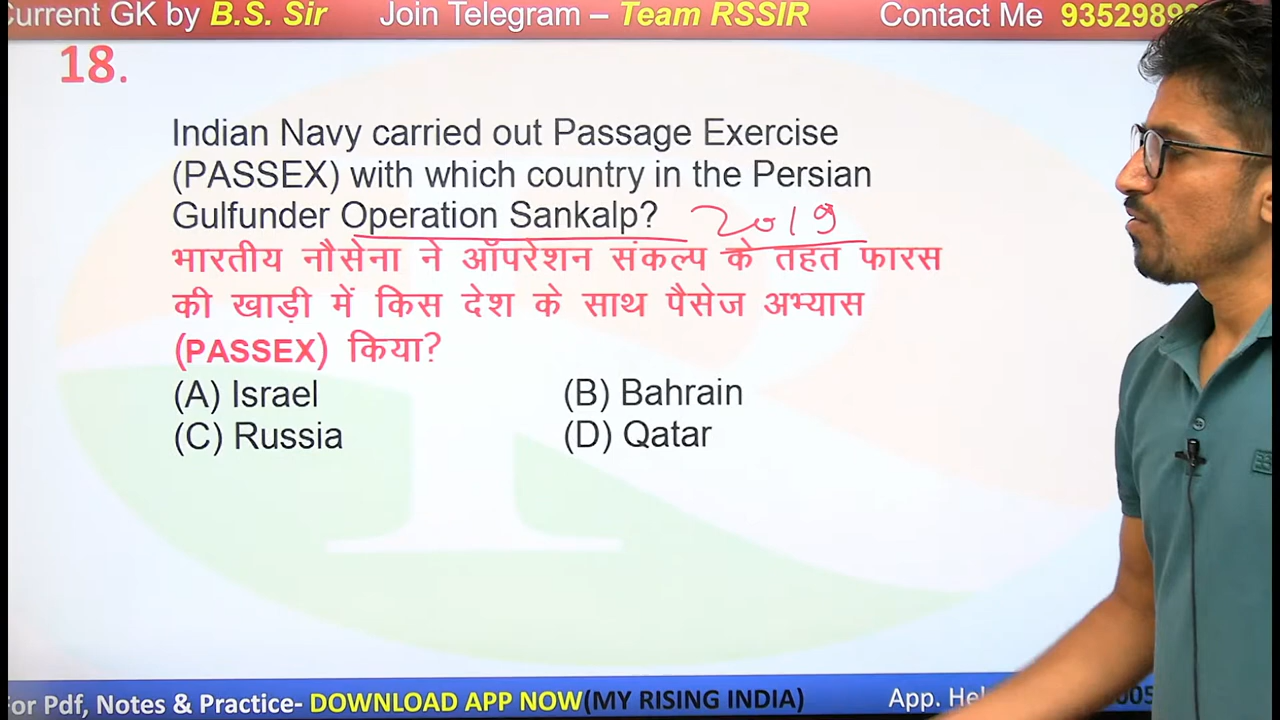 urrent GK by B.S. Sir Join Telegram – Team RSSIR Contact Me 9352989
18.
Indian Navy carried out Passage Exercise
(PASSEX) with which country in the Persian
Gulfunder Operation Sankalp? 2019
भारतीय नौसेना ने ऑपरेशन संकल्प के तहत फारस
की खाड़ी में किस देश के साथ पैसेज अभ्यास
(PASSEX) किया?
(A) Israel (B) Bahrain
(C) Russia (D) Qatar
or Pdf, Notes & Practice- DOWNLOAD APP NOW(MY RISING INDIA) App.